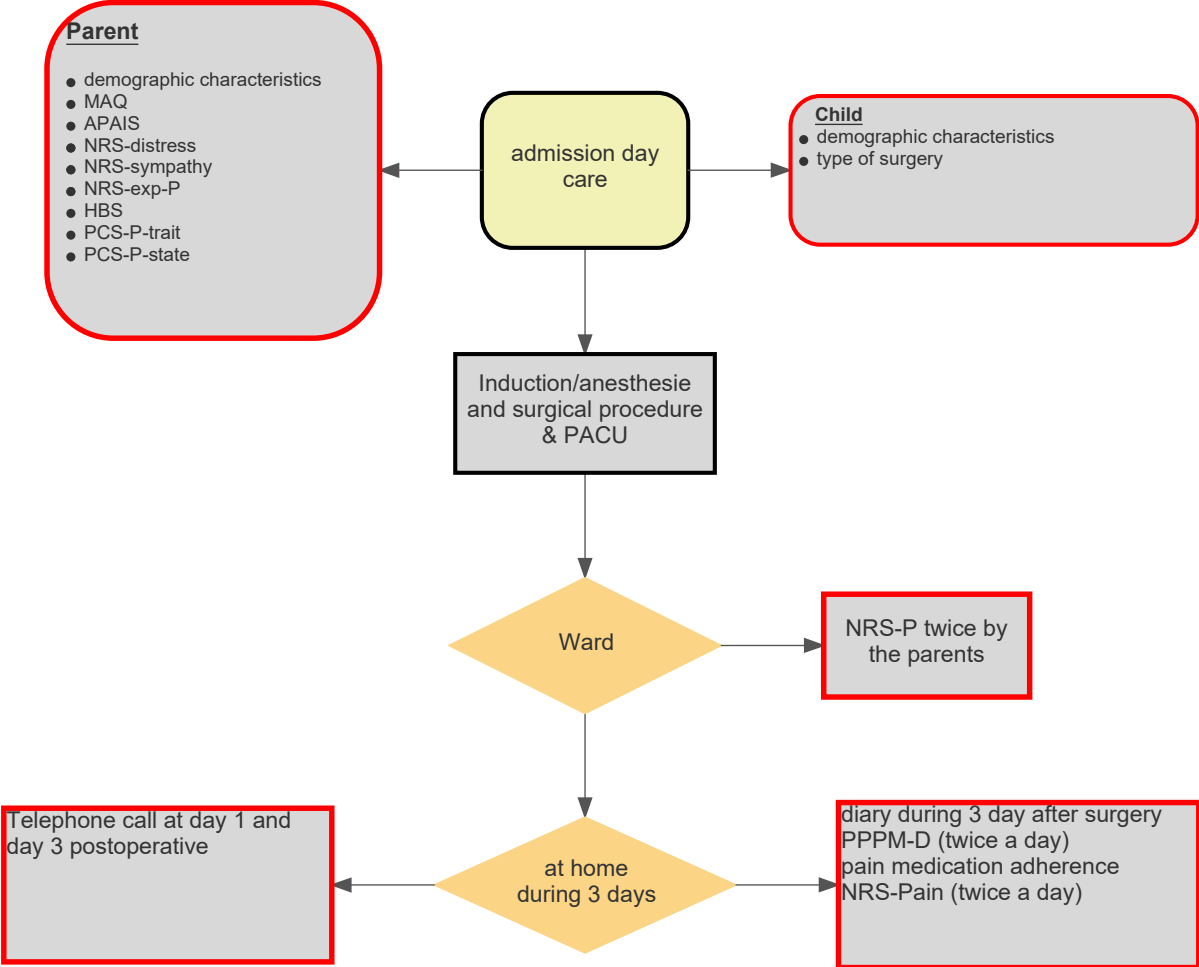 Parent
demographic characteristics
MAQ
APAIS
NRS-distress
NRS-sympathy
NRS-exp-P
HBS
PCS-P-trait
PCS-P-state
admission day
care
Child
demographic characteristics
type of surgery
Induction/anesthesie
and surgical procedure
& PACU
Ward
NRS-P twice by
the parents
Telephone call at day 1 and
day 3 postoperative
at home
during 3 days
diary during 3 day after surgery
PPPM-D (twice a day)
pain medication adherence
NRS-Pain (twice a day)